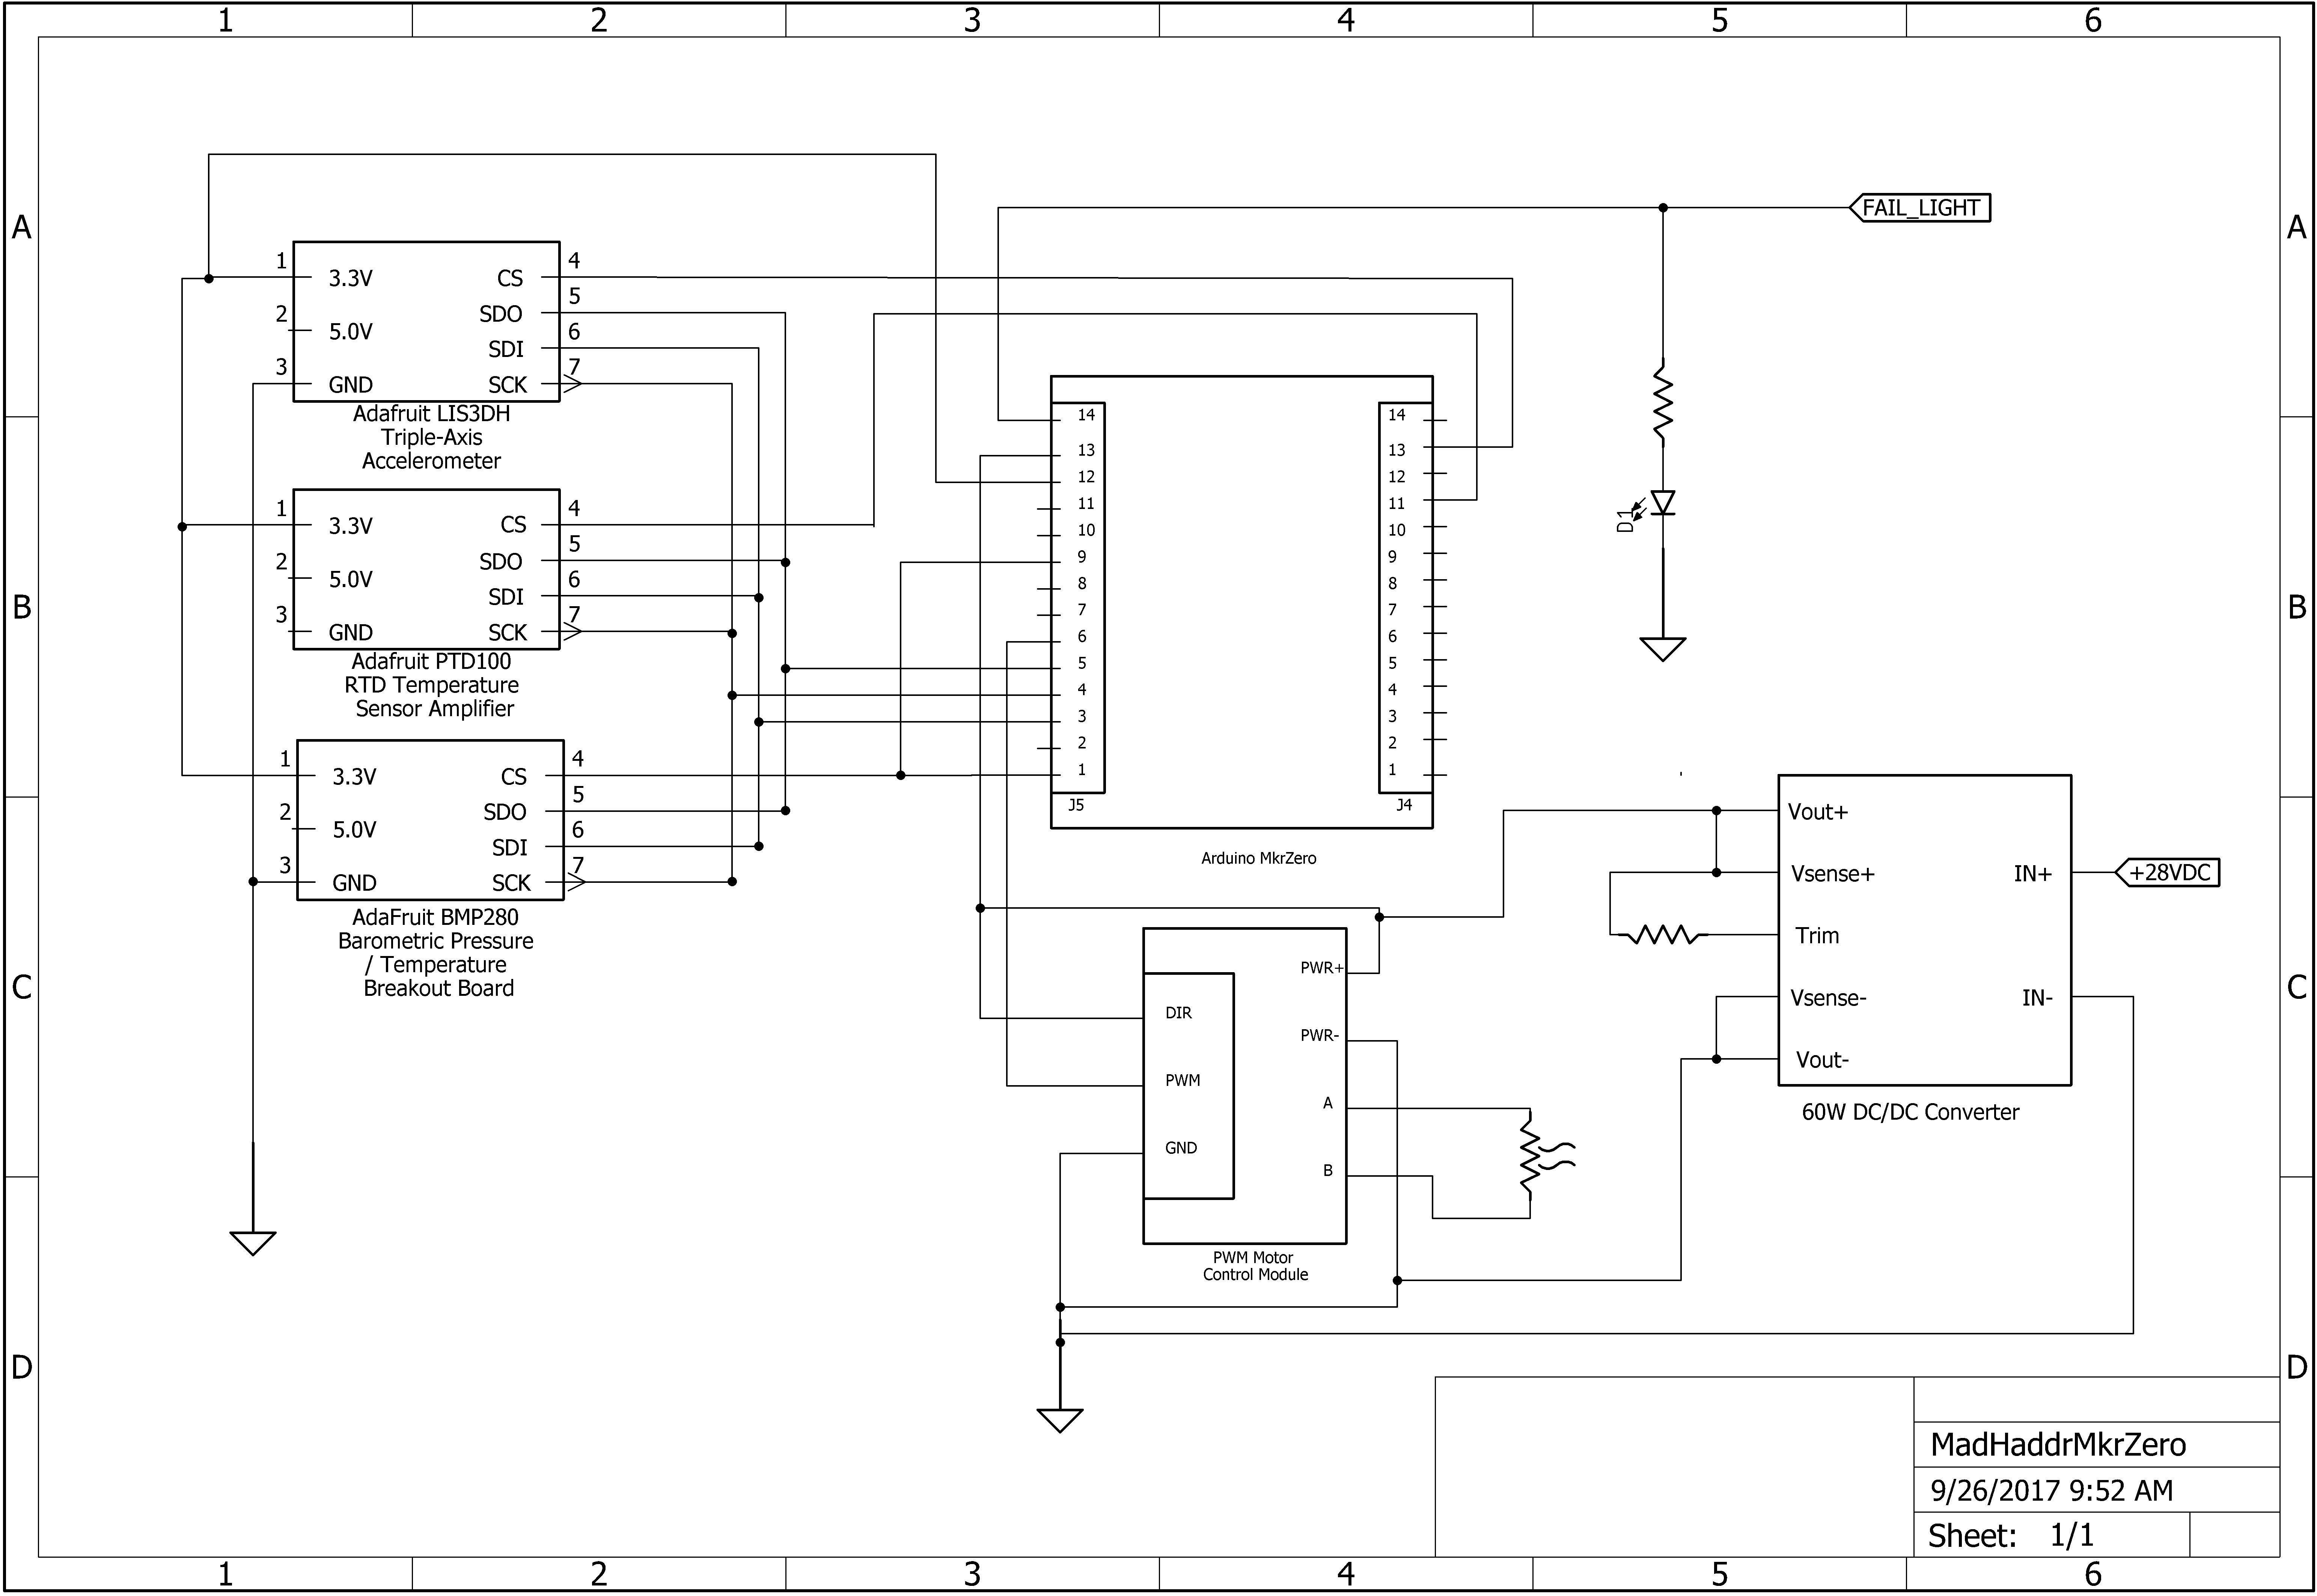 1 2 3 4 5 6
A
A
FAIL_LIGHT
1 3.3V CS 4
SDO 5
2 5.0V SDI 6
3 GND SCK 7
Adafruit LIS3DH
Triple-Axis
Accelerometer
1 3.3V CS 4
SDO 5
2 5.0V SDI 6
3 GND SCK 7
Adafruit PTD100
RTD Temperature
Sensor Amplifier
1 3.3V CS 4
SDO 5
2 5.0V SDI 6
3 GND SCK 7
AdaFruit BMP280
Barometric Pressure
/ Temperature
Breakout Board
14 14
13 13
12 12
11 11
10 10
9 9
8 8
7 7
6 6
5 5
4 4
3 3
2 2
1 1
J5 J4
Arduino MkrZero
D1
B
B
Vout+
Vsense+ IN+
+28VDC
Trim
Vsense- IN-
Vout-
60W DC/DC Converter
PWR+
DIR
PWR-
PWM
A
GND
B
PWM Motor
Control Module
C
C
D
D
MadHaddrMkrZero
9/26/2017 9:52 AM
Sheet: 1/1
1 2 3 4 5 6